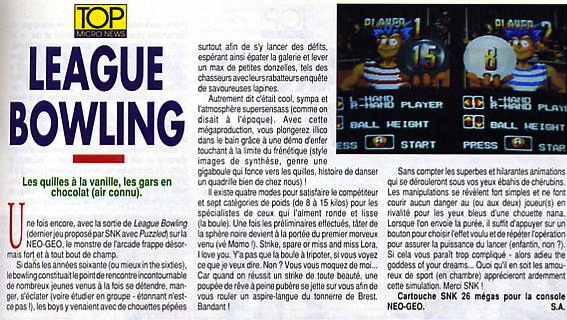 TOP
MICRO NEWS
LEAGUE
BOWLING
Les quilles à la vanille, les gars en
chocolat (air connu).
Une fois encore, avec la sortie de League Bowling
(dernier jeu proposé par SNK avec Puzzled) sur la
NEO-GEO, le monstre de l'arcade frappe désor-
mais fort et à tout bout de champ.
Si dans les années soixante (ou mieux in the sixties),
le bowling constituait le point de rencontre incontournable
de nombreux jeunes venus à la fois se détendre, man-
ger, s'éclater (voire étudier en groupe - étonnant n'est-
ce pas !), les boys y venaient avec de chouettes pépées
surtout afin de s'y lancer des défits,
espérant ainsi épater la galerie et lever
un max de petites donzelles, tels des
chasseurs avec leurs rabatteurs en quête
de savoureuses lapines.
Autrement dit c'était cool, sympa et
l'atmosphère supersensass (comme on
disait à l'époque). Avec cette
mégaproduction, vous plongerez illico
dans le bain grâce à une démo d'enfer
touchant à la limite du frénétique (style
images de synthèse, genre une
gigaboule qui fonce vers les quilles, histoire de danser
un quadrille bien de chez nous) !
Il existe quatre modes pour satisfaire le compétiteur
et sept catégories de poids (de 8 à 15 kilos) pour les
spécialistes de ceux qui l'aiment ronde et lisse
(la boule). Une fois les préliminaires effectués, tâter de
la sphère noire devient à la portée du premier morveux
venu (vé Momo !). Strike, spare or miss and miss Lora,
I love you. Y'a pas que la boule à tripoter, si vous voyez
ce que je veux dire. Non ? Vous vous moquez de moi...
Car quand on réussit un strike de toute beauté, une
poupée de rêve à peine pubère se jette sur vous afin de
vous rouler un aspire-langue du tonnerre de Brest.
Bandant !
PLAYER 1
15
L-HAND
R-HAND PLAYER
BALL WEIGHT
PRESS A START
PLAYER 2
8
L-HAND
R-HAND PLAY
BALL WEIGHT
PRESS A START
Sans compter les superbes et hilarantes animations
qui se dérouleront sous vos yeux ébahis de chérubins.
Les manipulations se révèlent fort simples et ne font
courir aucun danger au (ou aux deux) joueur(s) en
rivalité pour les yeux bleus d'une chouette nana.
Lorsque l'on envoie la purée, il suffit d'appuyer sur un
bouton pour choisir l'effet voulu et de répéter l'opération
pour assurer la puissance du lancer (enfantin, non ?).
Si cela vous paraît trop compliqué - alors adieu the
goddess of your dreams... Quoi qu'il en soit les amou-
reux de sport (en chambre) apprécieront ardemment
cette simulation. Merci SNK !
Cartouche SNK 26 mégas pour la console
NEO-GEO. S.A.